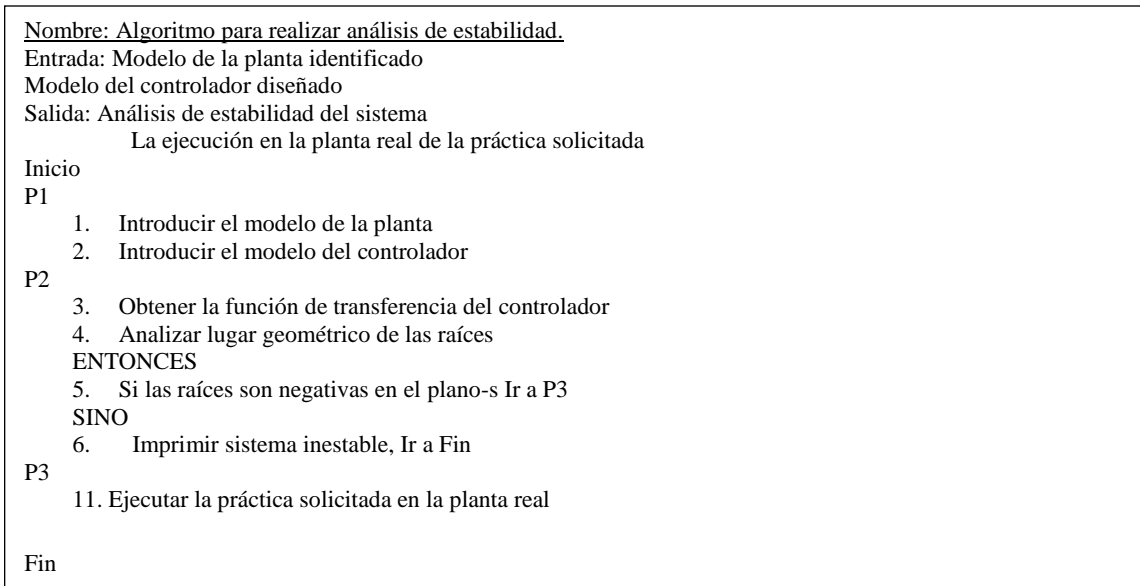 Nombre: Algoritmo para realizar análisis de estabilidad.
Entrada: Modelo de la planta identificado
Modelo del controlador diseñado
Salida: Análisis de estabilidad del sistema
La ejecución en la planta real de la práctica solicitada
Inicio
P1
1. Introducir el modelo de la planta
2. Introducir el modelo del controlador
P2
3. Obtener la función de transferencia del controlador
4. Analizar lugar geométrico de las raíces
ENTONCES
5. Si las raíces son negativas en el plano-s Ir a P3
SINO
6. Imprimir sistema inestable, Ir a Fin
P3
11. Ejecutar la práctica solicitada en la planta real
Fin